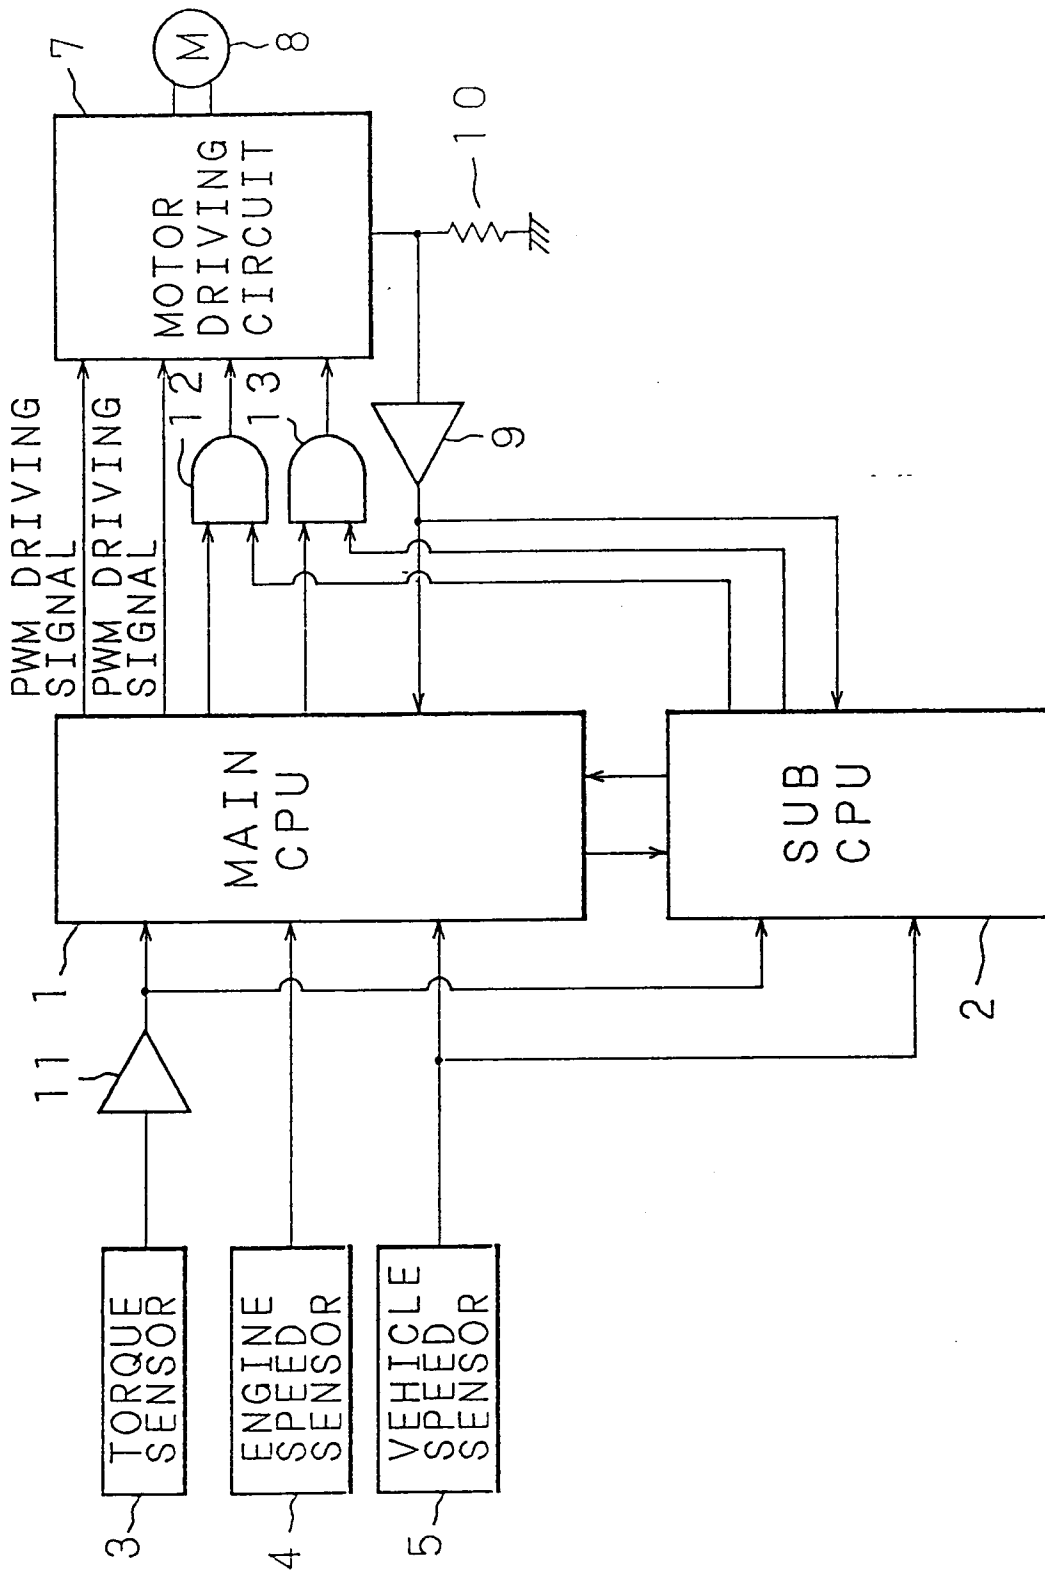 PWM DRIVING
SIGNAL
PWM DRIVING
SIGNAL
12
13
7
M
8
MOTOR
DRIVING
CIRCUIT
10
9
1
MAIN
CPU
11
SUB
CPU
2
3
TORQUE
SENSOR
4
ENGINE
SPEED
SENSOR
5
VEHICLE
SPEED
SENSOR